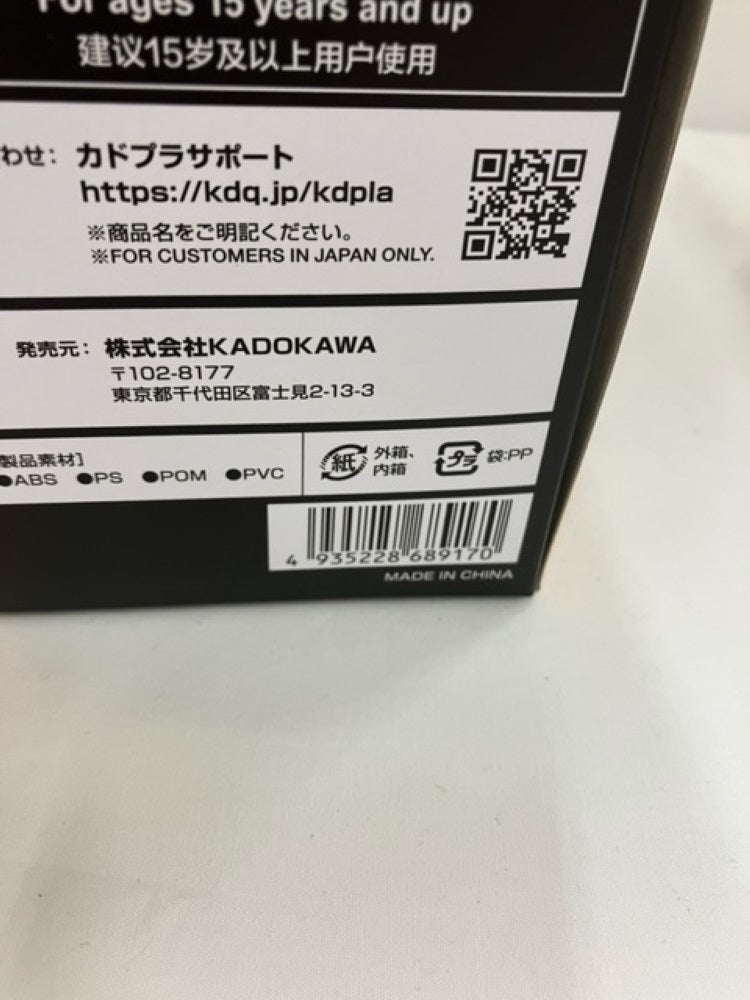 For ages 15 years and up
建议15岁及以上用户使用
わせ： カドプラサポート
https://kdq.jp/kdpla
※商品名をご明記ください。
※FOR CUSTOMERS IN JAPAN ONLY.
発売元： 株式会社KADOKAWA
〒102-8177
東京都千代田区富士見2-13-3
製品素材]
●ABS ●PS ●POM ●PVC
紙 外箱、
内箱
プラ 袋:PP
4 935228 689170
MADE IN CHINA